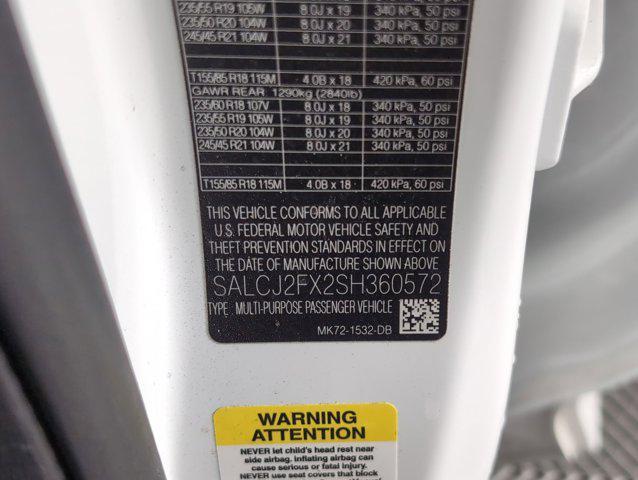 235/55 R19 105W 8.0J x 19 340 kPa, 50 psi
235/50 R20 104W 8.0J x 20 340 kPa, 50 psi
245/45 R21 104W 8.0J x 21 340 kPa, 50 psi
T155/85 R18 115M 4.0B x 18 420 kPa, 60 psi
GAWR REAR 1290kg (2840lb)
235/60 R18 107V 8.0J x 18 340 kPa, 50 psi
235/55 R19 105W 8.0J x 19 340 kPa, 50 psi
235/50 R20 104W 8.0J x 20 340 kPa, 50 psi
245/45 R21 104W 8.0J x 21 340 kPa, 50 psi
T155/85 R18 115M 4.0B x 18 420 kPa, 60 psi
THIS VEHICLE CONFORMS TO ALL APPLICABLE
U.S. FEDERAL MOTOR VEHICLE SAFETY AND
THEFT PREVENTION STANDARDS IN EFFECT ON
THE DATE OF MANUFACTURE SHOWN ABOVE
SALCJ2FX2SH360572
TYPE MULTI-PURPOSE PASSENGER VEHICLE
MK72-1532-DB
WARNING
ATTENTION
NEVER let child's head rest near
side airbag. Inflating airbag can
cause serious or fatal injury.
NEVER use seat covers that block